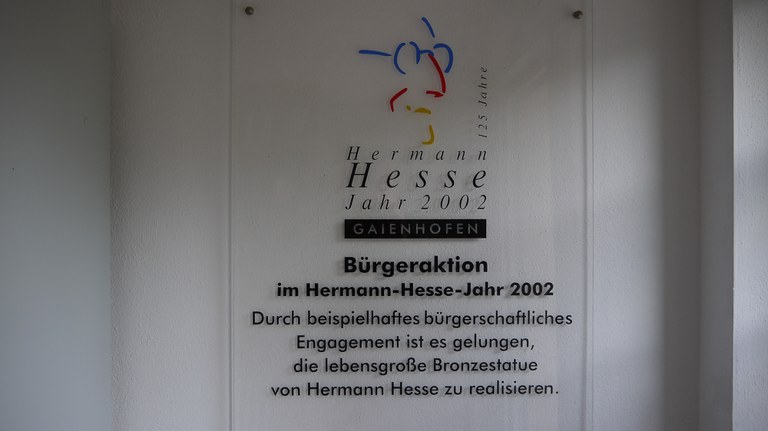 125 Jahre
Hermann
Hesse
Jahr 2002
GAIENHOFEN
Bürgeraktion
im Hermann-Hesse-Jahr 2002
Durch beispielhaftes bürgerschaftliches
Engagement ist es gelungen,
die lebensgroße Bronzestatue
von Hermann Hesse zu realisieren.